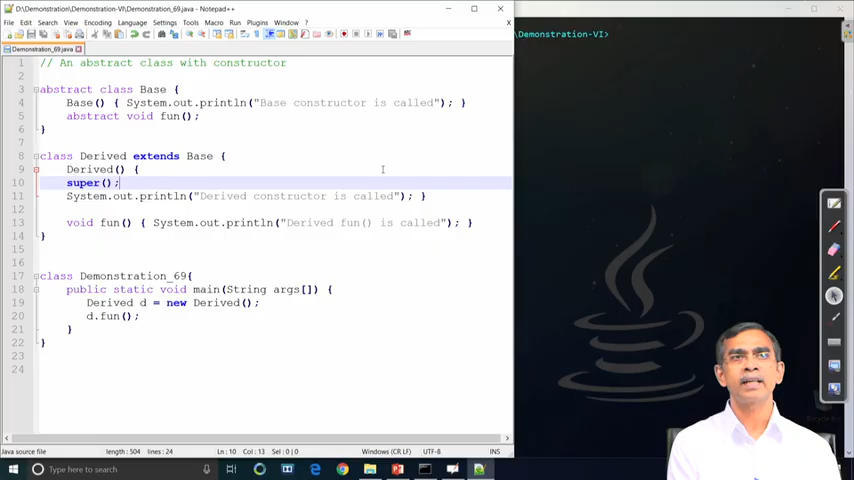 D:\Demonstration\Demonstration-VI\Demonstration_69.java - Notepad++
File Edit Search View Encoding Language Settings Tools Macro Run Plugins Window ?
Demonstration_69.java
1 // An abstract class with constructor
2
3 abstract class Base {
4 Base() { System.out.println("Base constructor is called"); }
5 abstract void fun();
6 }
7
8 class Derived extends Base {
9 Derived() {
10 super();
11 System.out.println("Derived constructor is called"); }
12
13 void fun() { System.out.println("Derived fun() is called"); }
14 }
15
16
17 class Demonstration_69{
18 public static void main(String args[]) {
19 Derived d = new Derived();
20 d.fun();
21 }
22 }
23
24
Java source file length : 504 lines : 24 Ln : 10 Col : 13 Sel : 0 | 0 Windows (CR LF) UTF-8 INS
\Demonstration-VI>
Type here to search